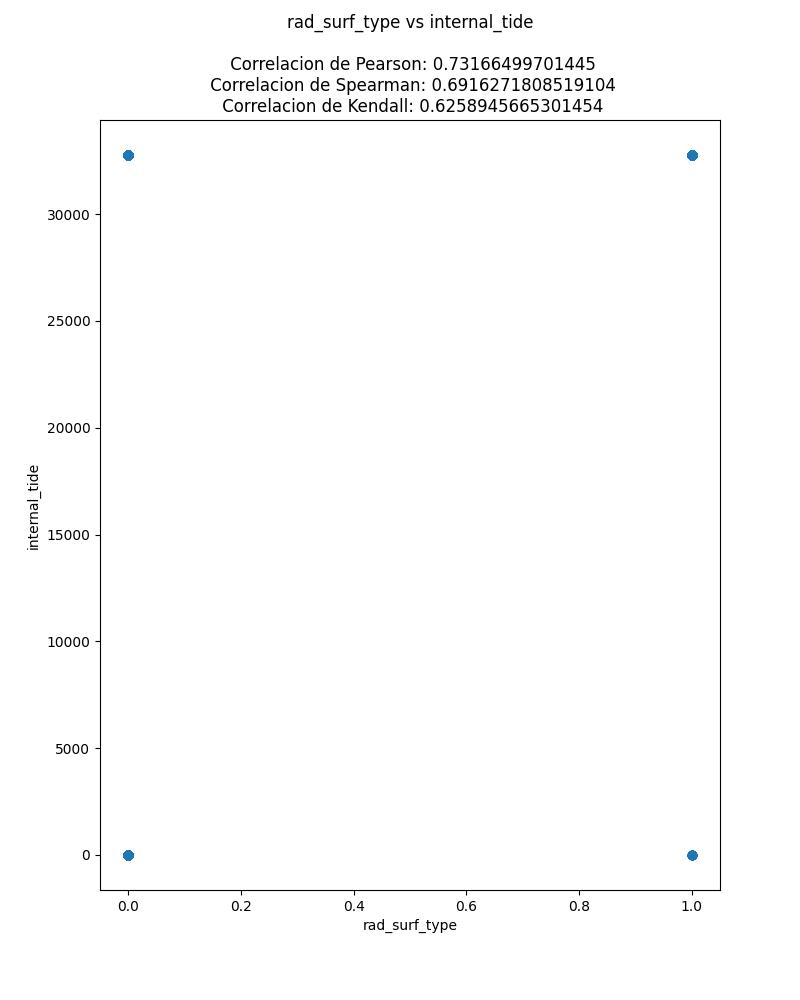 rad_surf_type vs internal_tide
Correlacion de Pearson: 0.73166499701445
Correlacion de Spearman: 0.6916271808519104
Correlacion de Kendall: 0.6258945665301454
30000
25000
20000
15000
10000
5000
0
internal_tide
0.0 0.2 0.4 0.6 0.8 1.0
rad_surf_type